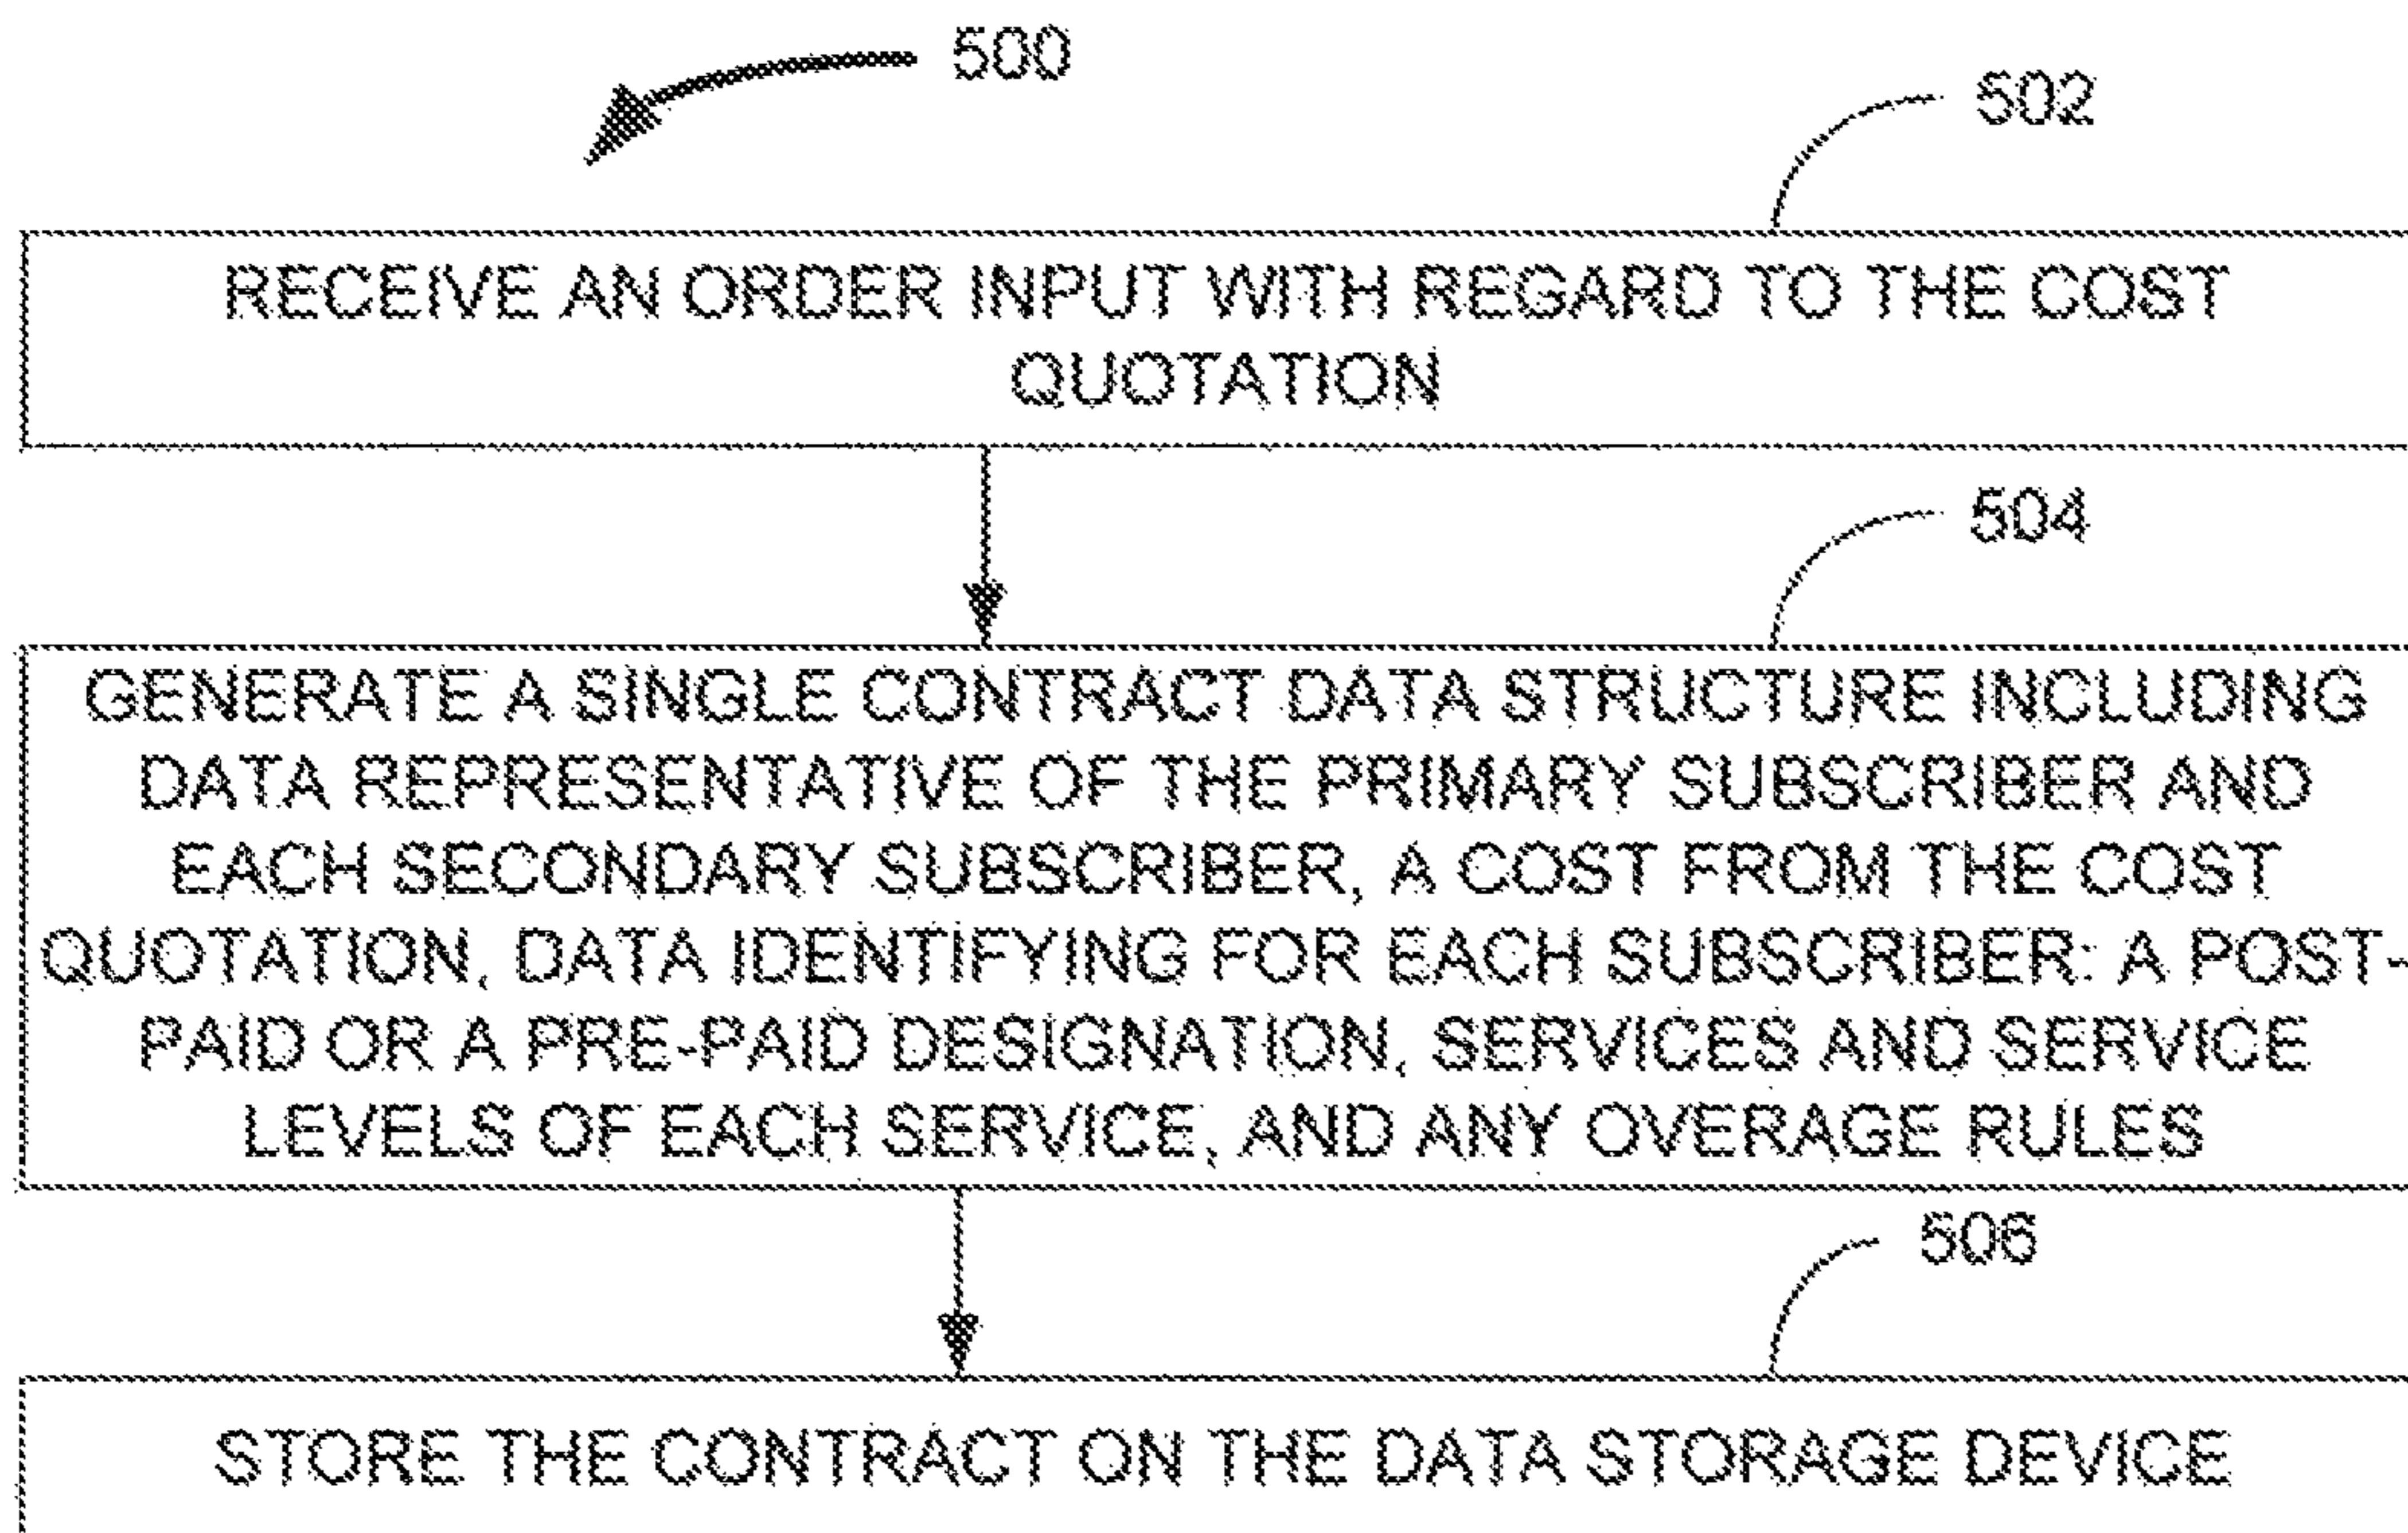 500
502
RECEIVE AN ORDER INPUT WITH REGARD TO THE COST
QUOTATION
504
GENERATE A SINGLE CONTRACT DATA STRUCTURE INCLUDING
DATA REPRESENTATIVE OF THE PRIMARY SUBSCRIBER AND
EACH SECONDARY SUBSCRIBER, A COST FROM THE COST
QUOTATION, DATA IDENTIFYING FOR EACH SUBSCRIBER: A POST-
PAID OR A PRE-PAID DESIGNATION, SERVICES AND SERVICE
LEVELS OF EACH SERVICE, AND ANY OVERAGE RULES
506
STORE THE CONTRACT ON THE DATA STORAGE DEVICE